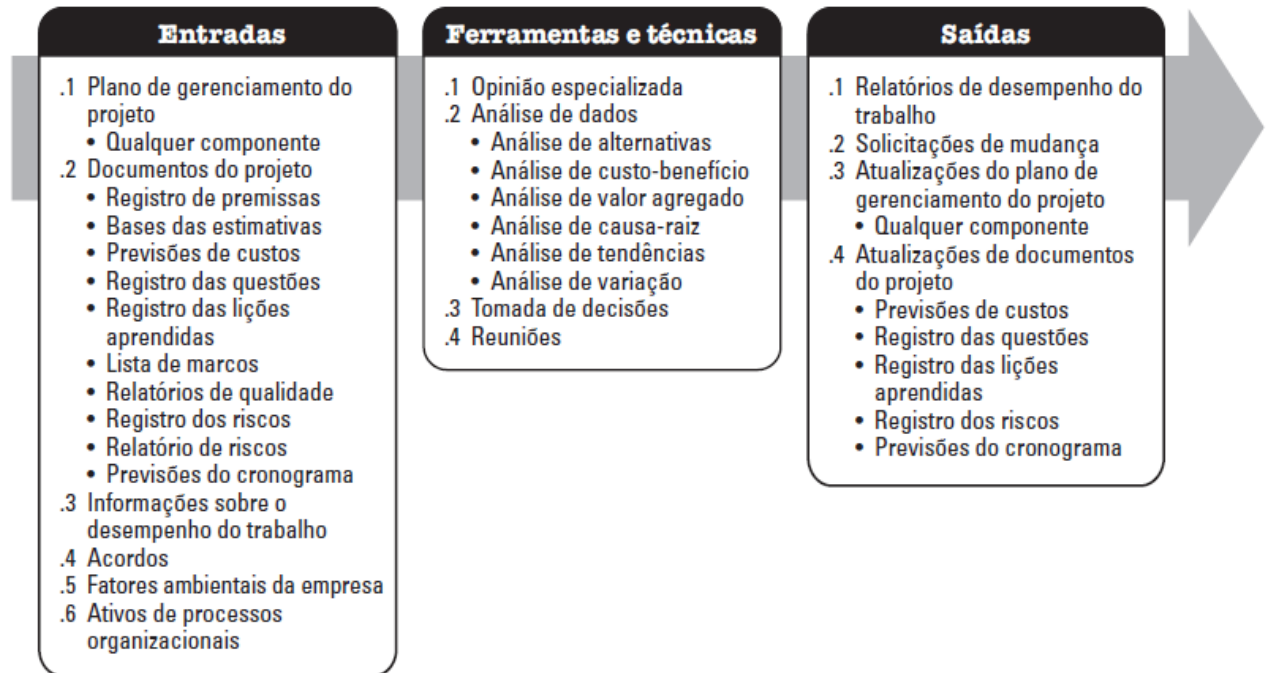 Entradas
.1 Plano de gerenciamento do
projeto
• Qualquer componente
.2 Documentos do projeto
• Registro de premissas
• Bases das estimativas
• Previsões de custos
• Registro das questões
• Registro das lições
aprendidas
• Lista de marcos
• Relatórios de qualidade
• Registro dos riscos
• Relatório de riscos
• Previsões do cronograma
.3 Informações sobre o
desempenho do trabalho
.4 Acordos
.5 Fatores ambientais da empresa
.6 Ativos de processos
organizacionais
Ferramentas e técnicas
.1 Opinião especializada
.2 Análise de dados
• Análise de alternativas
• Análise de custo-benefício
• Análise de valor agregado
• Análise de causa-raiz
• Análise de tendências
• Análise de variação
.3 Tomada de decisões
.4 Reuniões
Saídas
.1 Relatórios de desempenho do
trabalho
.2 Solicitações de mudança
.3 Atualizações do plano de
gerenciamento do projeto
• Qualquer componente
.4 Atualizações de documentos
do projeto
• Previsões de custos
• Registro das questões
• Registro das lições
aprendidas
• Registro dos riscos
• Previsões do cronograma